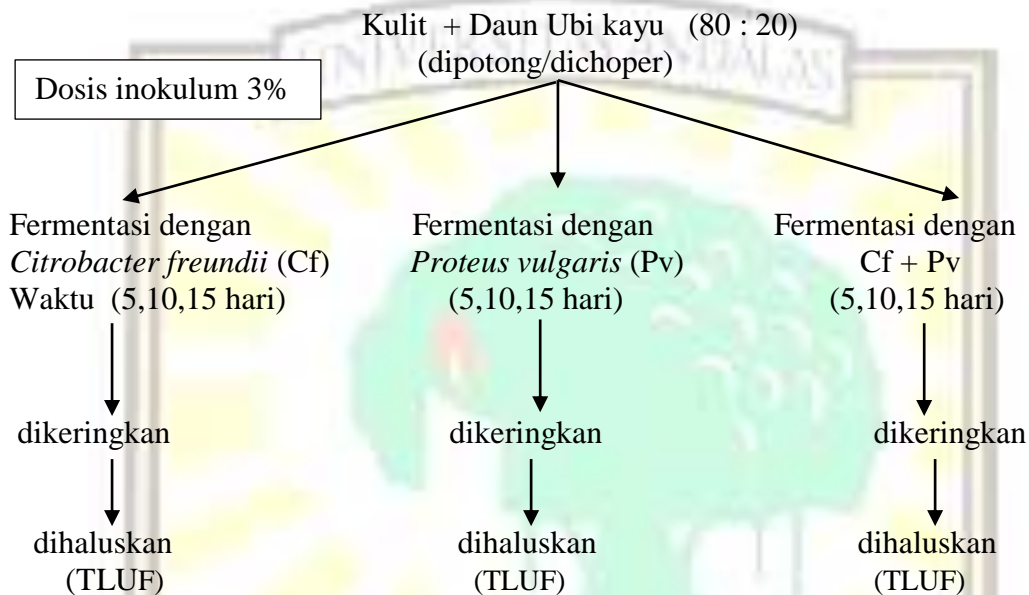 Kulit + Daun Ubi kayu (80 : 20)
(dipotong/dichoper)
Dosis inokulum 3%
Fermentasi dengan
Citrobacter freundii (Cf)
Waktu (5,10,15 hari)
Fermentasi dengan
Proteus vulgaris (Pv)
(5,10,15 hari)
Fermentasi dengan
Cf + Pv
(5,10,15 hari)
dikeringkan
dikeringkan
dikeringkan
dihaluskan
(TLUF)
dihaluskan
(TLUF)
dihaluskan
(TLUF)